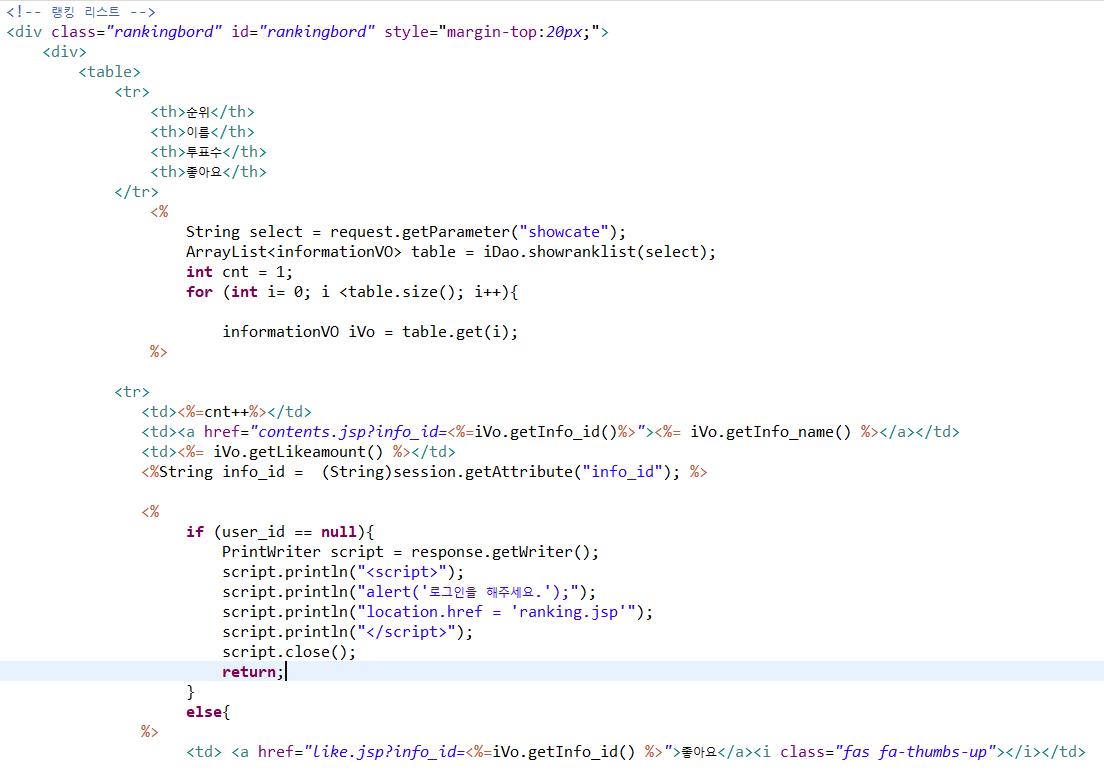 <!-- 랭킹 리스트 -->
<div class="rankingbord" id="rankingbord" style="margin-top:20px;">
<div>
<table>
<tr>
<th>순위</th>
<th>이름</th>
<th>투표수</th>
<th>좋아요</th>
</tr>
<%
String select = request.getParameter("showcate");
ArrayList<informationVO> table = iDao.showranklist(select);
int cnt = 1;
for (int i= 0; i <table.size(); i++){
informationVO iVo = table.get(i);
%>
<tr>
<td><%=cnt++%></td>
<td><a href="contents.jsp?info_id=<%=iVo.getInfo_id()%>"><%= iVo.getInfo_name() %></a></td>
<td><%= iVo.getLikeamount() %></td>
<%String info_id =  (String)session.getAttribute("info_id"); %>
<%
if (user_id == null){
PrintWriter script = response.getWriter();
script.println("<script>");
script.println("alert('로그인을 해주세요.');");
script.println("location.href = 'ranking.jsp'");
script.println("</script>");
script.close();
return;
}
else{
%>
<td> <a href="like.jsp?info_id=<%=iVo.getInfo_id() %>">좋아요</a><i class="fas fa-thumbs-up"></i></td>